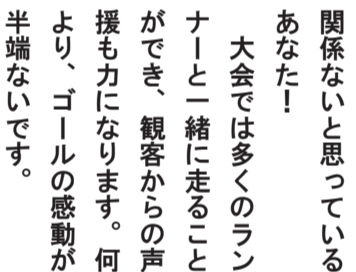 関係ないと思っている
あなた！
　大会では多くのラン
ナーと一緒に走ること
ができ、観客からの声
援も力になります。何
より、ゴールの感動が
半端ないです。